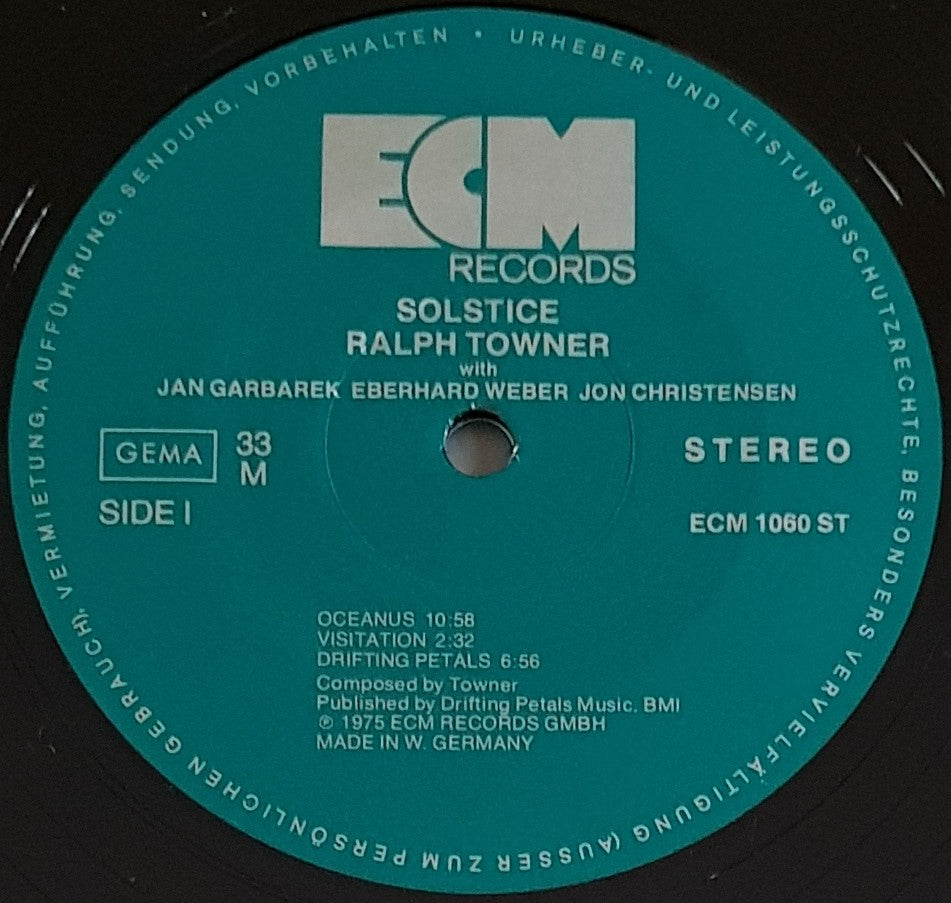 URHEBER- UND LEISTUNGSSCHUTZRECHTE, BESONDERS VERVIELFÄLTIGUNG (AUSSER ZUM PERSÖNLICHEN GEBRAUCH), VERMIETUNG, AUFFÜHRUNG, SENDUNG, VORBEHALTEN •
ECM
RECORDS
SOLSTICE
RALPH TOWNER
with
JAN GARBAREK EBERHARD WEBER JON CHRISTENSEN
GEMA 33 STEREO
M
SIDE I ECM 1060 ST
OCEANUS 10:58
VISITATION 2:32
DRIFTING PETALS 6:56
Composed by Towner
Published by Drifting Petals Music. BMI
℗ 1975 ECM RECORDS GMBH
MADE IN W. GERMANY